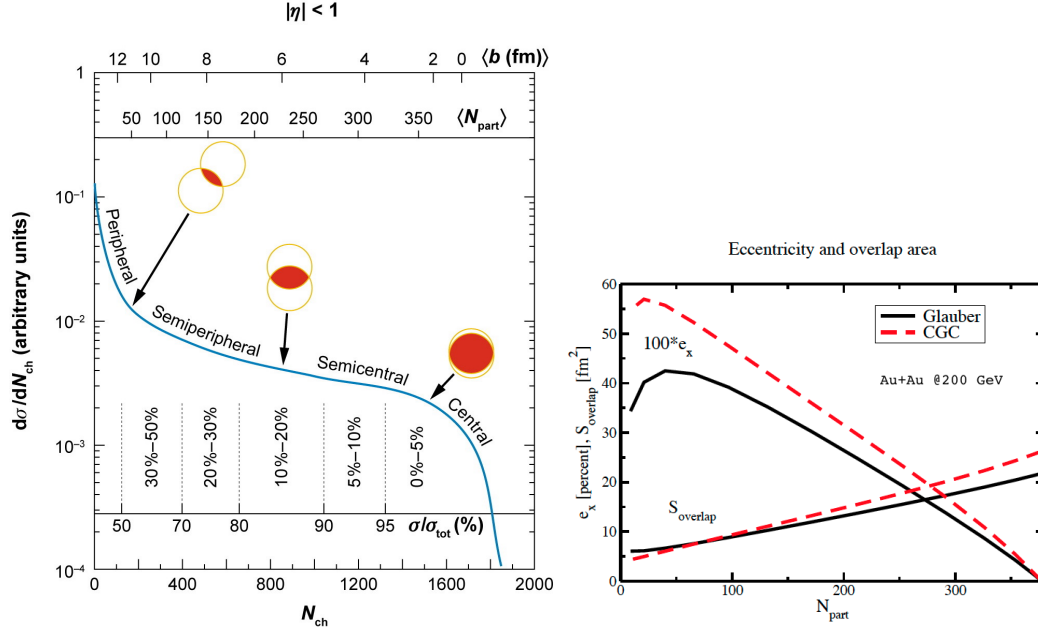 |η| < 1
12 10 8 6 4 2 0 ⟨b (fm)⟩
50 100 150 200 250 300 350 ⟨Npart⟩
1
10⁻¹
10⁻²
10⁻³
10⁻⁴
dσ/dNch (arbitrary units)
Peripheral
Semiperipheral
Semicentral
Central
30%–50%
20%–30%
10%–20%
5%–10%
0%–5%
50 70 80 90 95 σ/σtot (%)
0 400 800 1200 1600 2000
Nch
Eccentricity and overlap area
60
50
40
30
20
10
0
ex [percent], Soverlap [fm²]
Glauber
CGC
100*ex
Au+Au @200 GeV
Soverlap
0 100 200 300
Npart